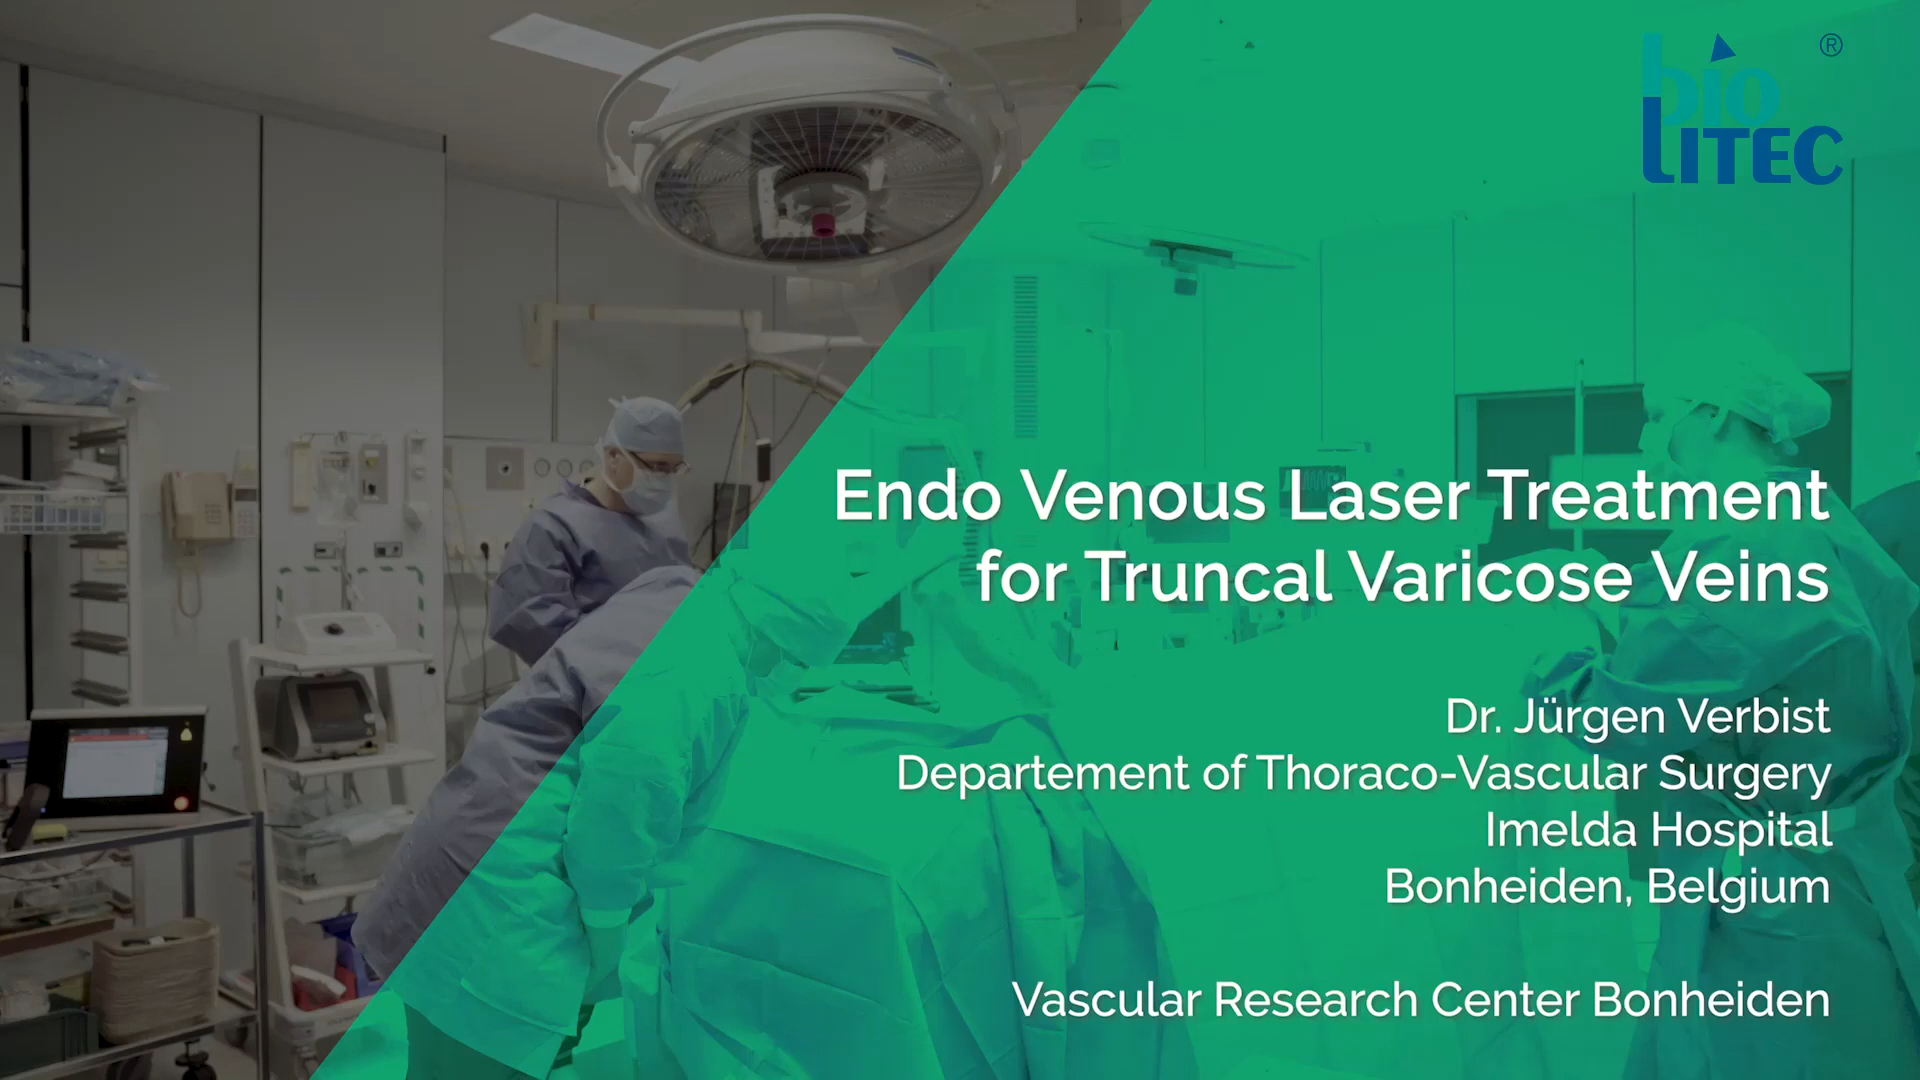 bio
LITEC
®
Endo Venous Laser Treatment
for Truncal Varicose Veins
Dr. Jürgen Verbist
Departement of Thoraco-Vascular Surgery
Imelda Hospital
Bonheiden, Belgium
Vascular Research Center Bonheiden